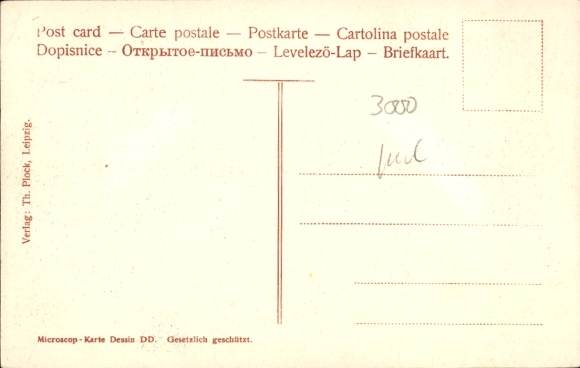 Post card — Carte postale — Postkarte — Cartolina postale
Dopisnice – Открытое-письмо – Levelezö-Lap – Briefkaart.
3000
Verlag: Th. Plock, Leipzig.
Microscop-Karte Dessin DD. Gesetzlich geschützt.